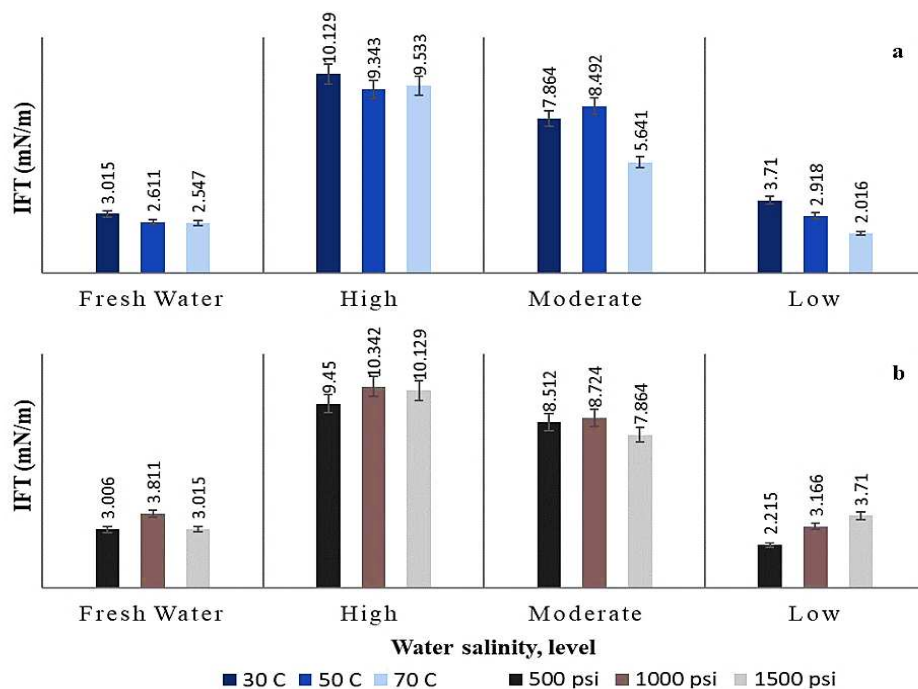 a
IFT (mN/m)
3.015
2.611
2.547
10.129
9.343
9.533
7.864
8.492
5.641
3.71
2.918
2.016
Fresh Water
High
Moderate
Low
b
IFT (mN/m)
3.006
3.811
3.015
9.45
10.342
10.129
8.512
8.724
7.864
2.215
3.166
3.71
Fresh Water
High
Moderate
Low
Water salinity, level
30 C 50 C 70 C 500 psi 1000 psi 1500 psi